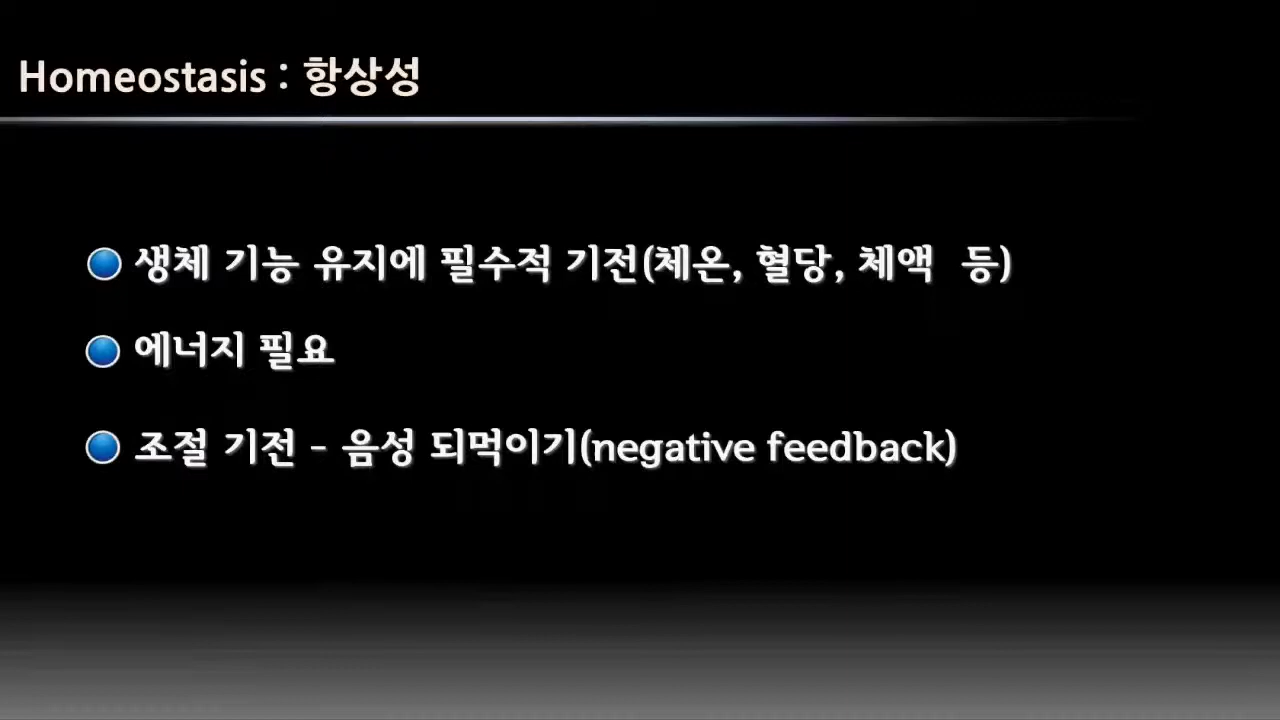 Homeostasis : 항상성
생체 기능 유지에 필수적 기전(체온, 혈당, 체액 등)
에너지 필요
조절 기전 - 음성 되먹이기(negative feedback)